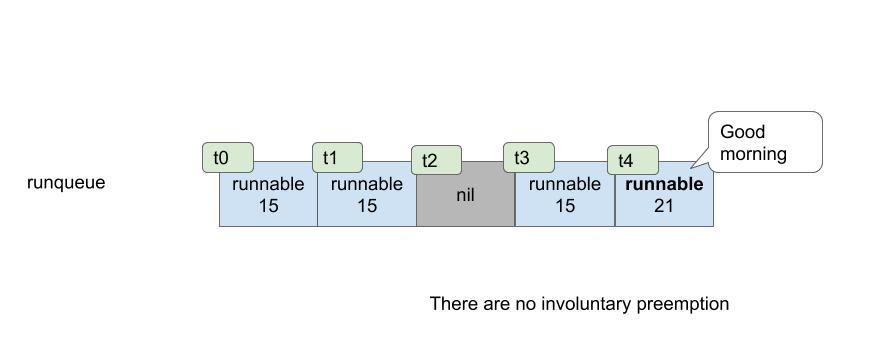 Good
morning
t0
t1
t2
t3
t4
runqueue
runnable
15
runnable
15
nil
runnable
15
runnable
21
There are no involuntary preemption